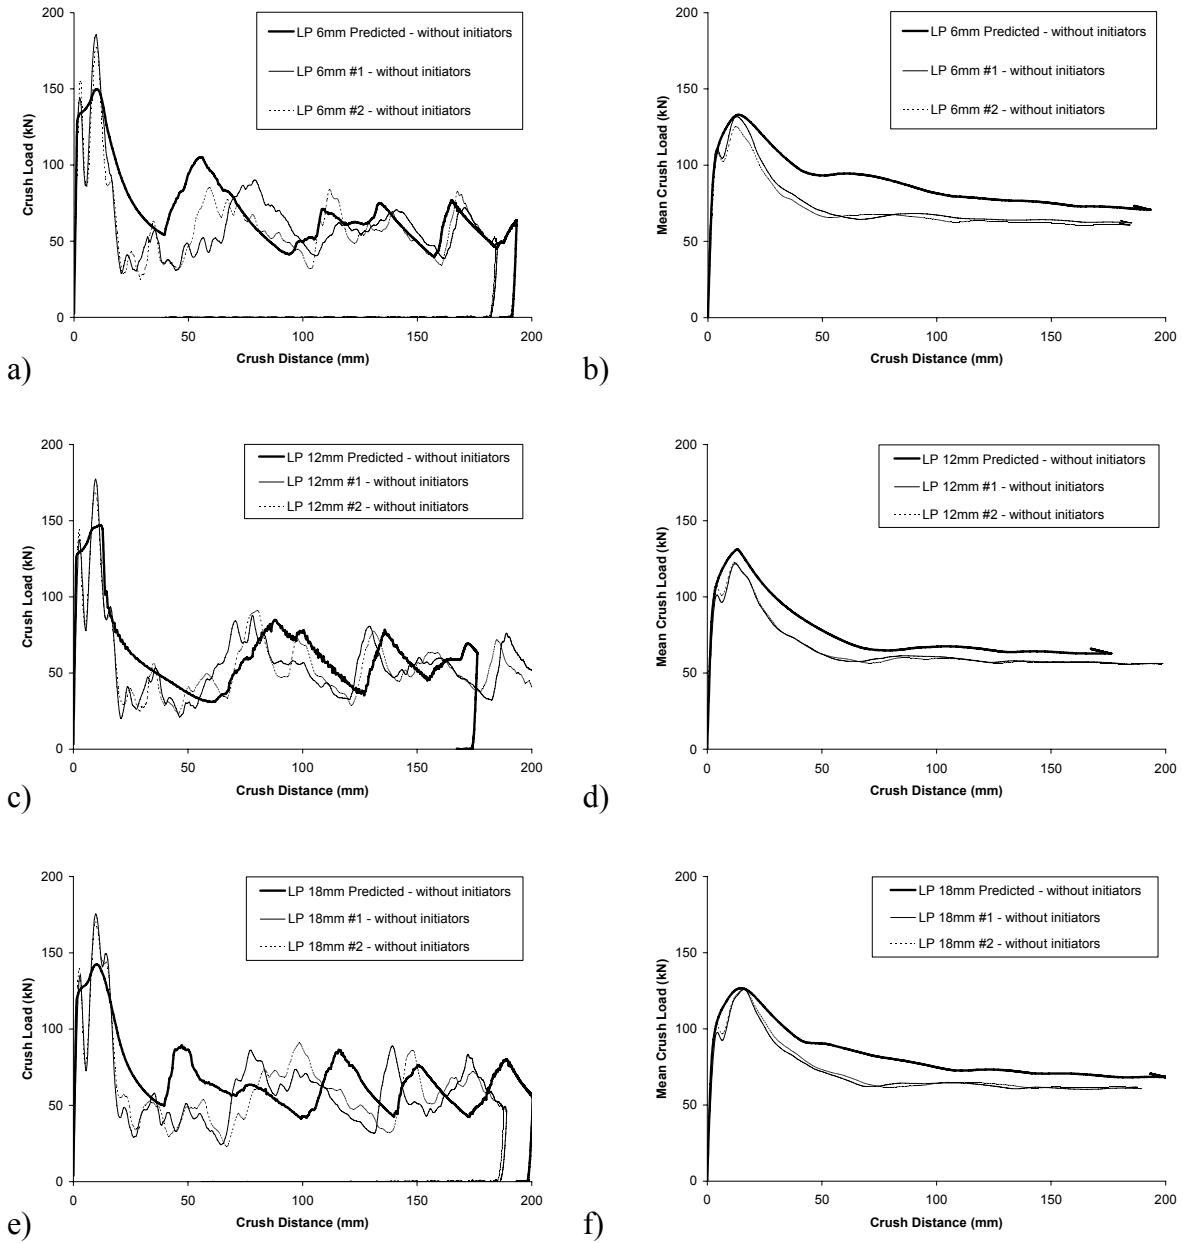 200
150
100
50
0
Crush Load (kN)
LP 6mm Predicted - without initiators
LP 6mm #1 - without initiators
LP 6mm #2 - without initiators
0 50 100 150 200
Crush Distance (mm)
a)
200
150
100
50
0
Mean Crush Load (kN)
LP 6mm Predicted - without initiators
LP 6mm #1 - without initiators
LP 6mm #2 - without initiators
0 50 100 150 200
Crush Distance (mm)
b)
200
150
100
50
0
Crush Load (kN)
LP 12mm Predicted - without initiators
LP 12mm #1 - without initiators
LP 12mm #2 - without initiators
0 50 100 150 200
Crush Distance (mm)
c)
200
150
100
50
0
Mean Crush Load (kN)
LP 12mm Predicted - without initiators
LP 12mm #1 - without initiators
LP 12mm #2 - without initiators
0 50 100 150 200
Crush Distance (mm)
d)
200
150
100
50
0
Crush Load (kN)
LP 18mm Predicted - without initiators
LP 18mm #1 - without initiators
LP 18mm #2 - without initiators
0 50 100 150 200
Crush Distance (mm)
e)
200
150
100
50
0
Mean Crush Load (kN)
LP 18mm Predicted - without initiators
LP 18mm #1 - without initiators
LP 18mm #2 - without initiators
0 50 100 150 200
Crush Distance (mm)
f)